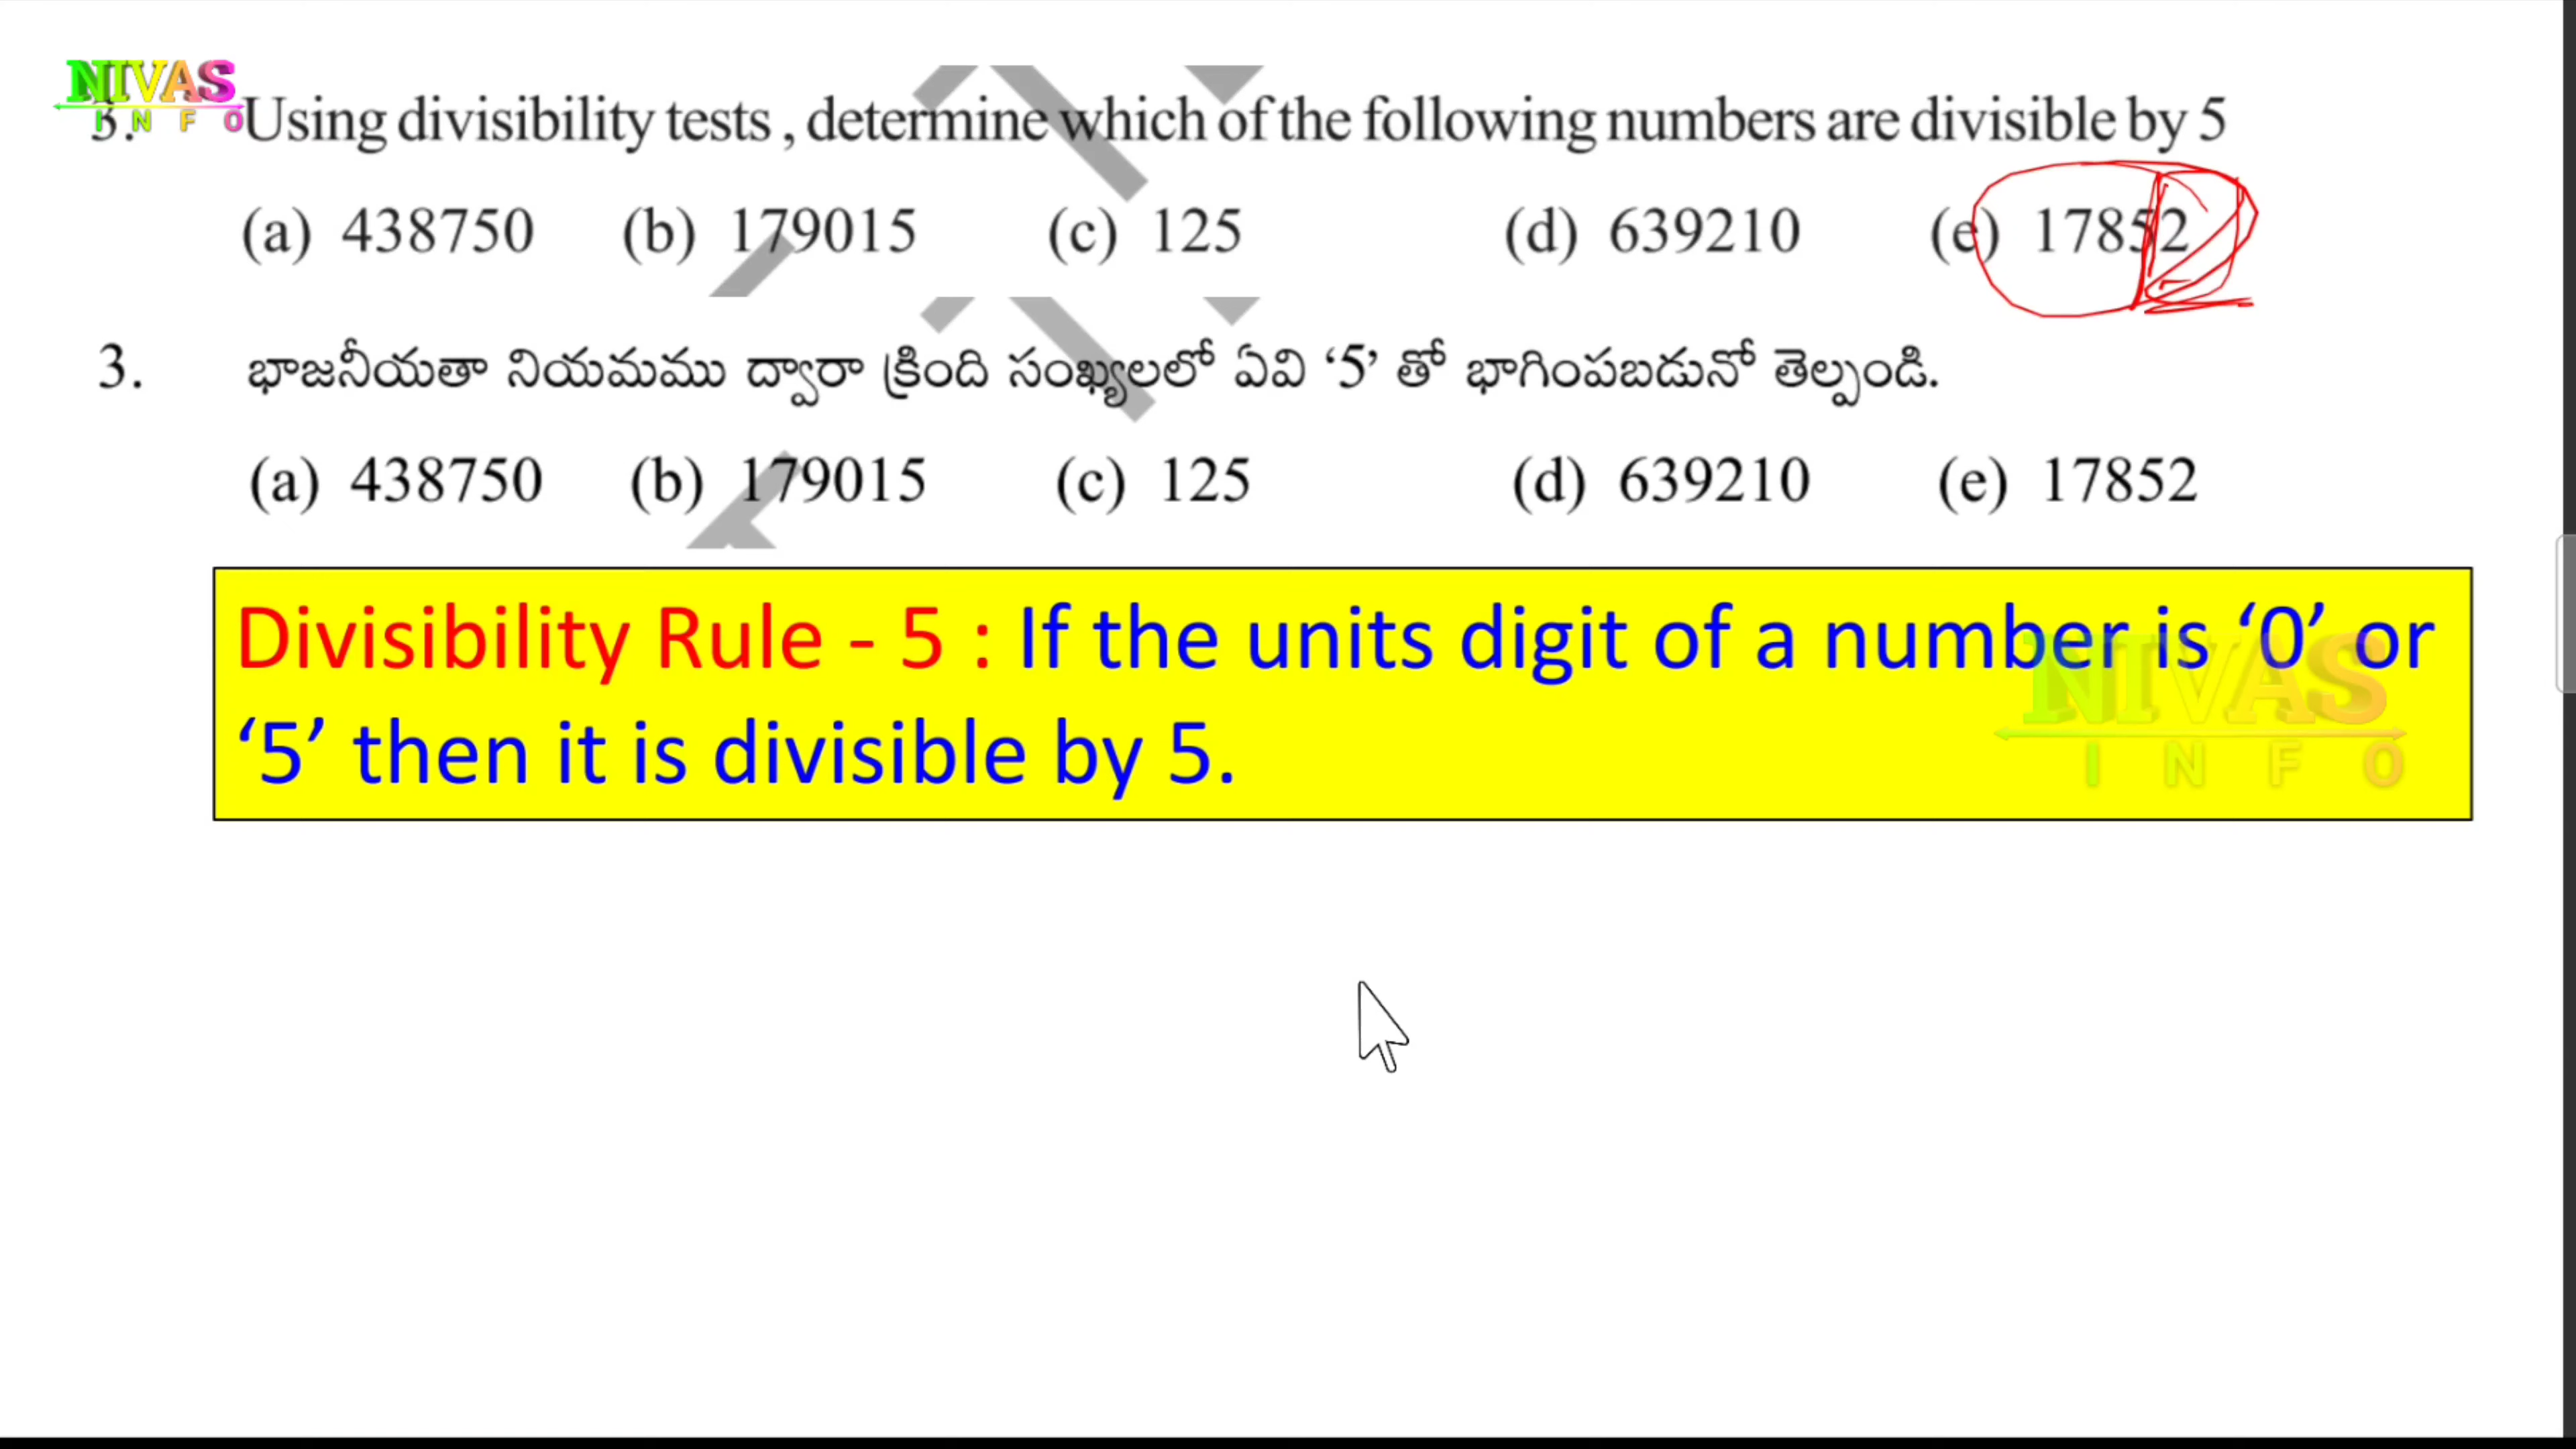 NIVAS
INFO
3. Using divisibility tests , determine which of the following numbers are divisible by 5
(a) 438750 (b) 179015 (c) 125 (d) 639210 (e) 17852
3. భాజనీయతా నియమము ద్వారా క్రింది సంఖ్యలలో ఏవి ‘5’ తో భాగింపబడునో తెల్పండి.
(a) 438750 (b) 179015 (c) 125 (d) 639210 (e) 17852
Divisibility Rule - 5 : If the units digit of a number is ‘0’ or
‘5’ then it is divisible by 5.
NIVAS
INFO